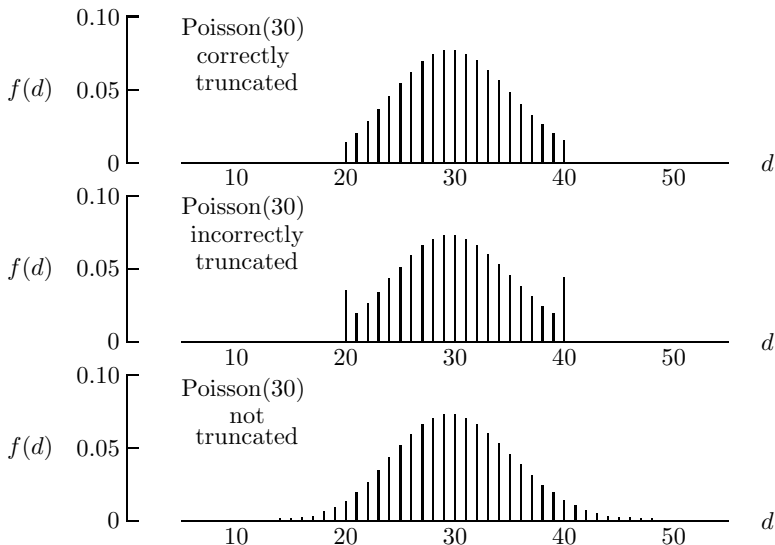 0.10
Poisson(30)
correctly
truncated
f(d)
0.05
0
10 20 30 40 50 d
0.10
Poisson(30)
incorrectly
truncated
f(d)
0.05
0
10 20 30 40 50 d
0.10
Poisson(30)
not
truncated
f(d)
0.05
0
10 20 30 40 50 d